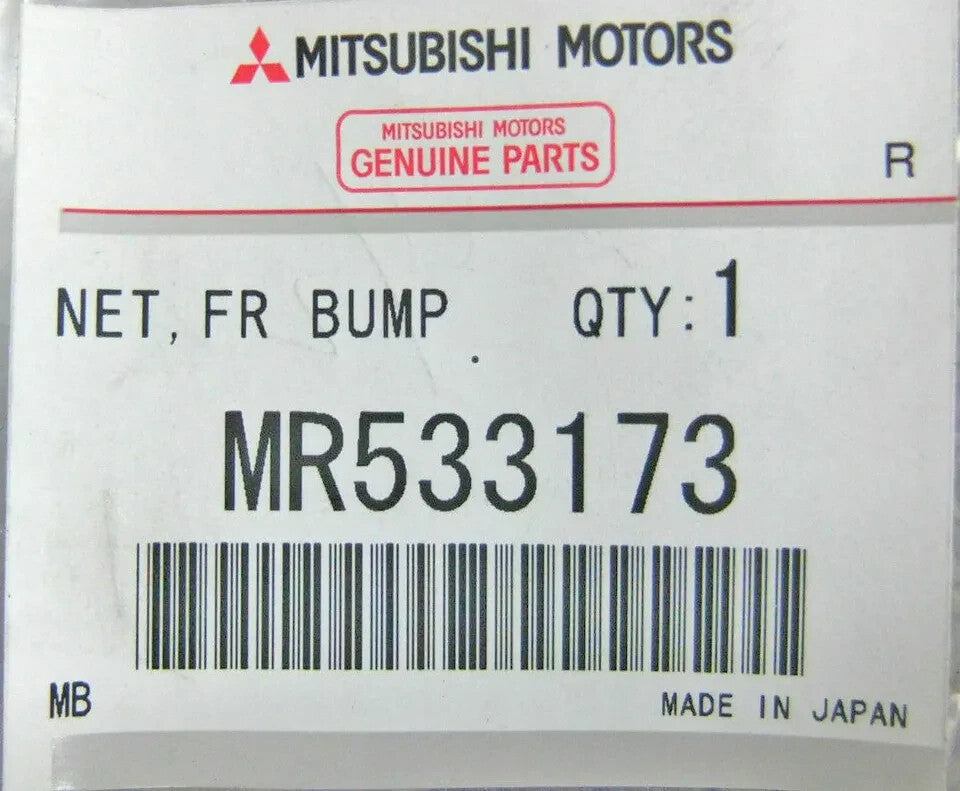 MITSUBISHI MOTORS
MITSUBISHI MOTORS
GENUINE PARTS
R
NET, FR BUMP QTY:1
MR533173
MB MADE IN JAPAN